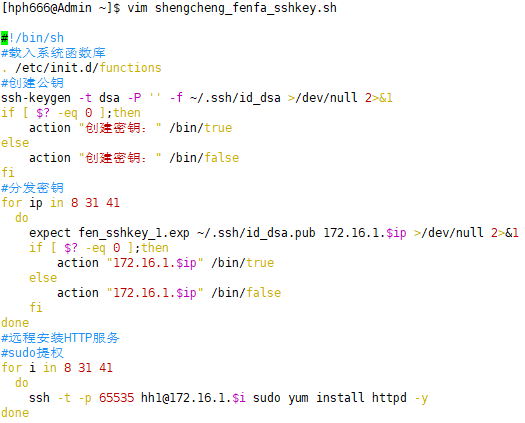 [hph666@Admin ~]$ vim shengcheng_fenfa_sshkey.sh
#!/bin/sh
#载入系统函数库
. /etc/init.d/functions
#创建公钥
ssh-keygen -t dsa -P '' -f ~/.ssh/id_dsa >/dev/null 2>&1
if [ $? -eq 0 ];then
    action "创建密钥：" /bin/true
else
    action "创建密钥：" /bin/false
fi
#分发密钥
for ip in 8 31 41
  do
    expect fen_sshkey_1.exp ~/.ssh/id_dsa.pub 172.16.1.$ip >/dev/null 2>&1
    if [ $? -eq 0 ];then
        action "172.16.1.$ip" /bin/true
    else
        action "172.16.1.$ip" /bin/false
    fi
done
#远程安装HTTP服务
#sudo提权
for i in 8 31 41
  do
    ssh -t -p 65535 hh1@172.16.1.$i sudo yum install httpd -y
done